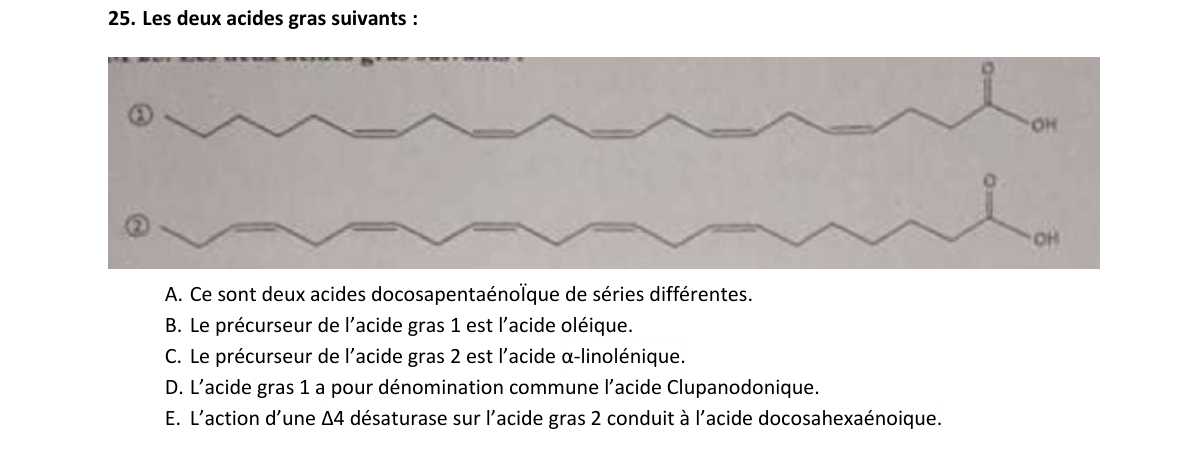 25. Les deux acides gras suivants :
①
O
OH
②
O
OH
A. Ce sont deux acides docosapentaénoÏque de séries différentes.
B. Le précurseur de l’acide gras 1 est l’acide oléique.
C. Le précurseur de l’acide gras 2 est l’acide α-linolénique.
D. L’acide gras 1 a pour dénomination commune l’acide Clupanodonique.
E. L’action d’une Δ4 désaturase sur l’acide gras 2 conduit à l’acide docosahexaénoique.